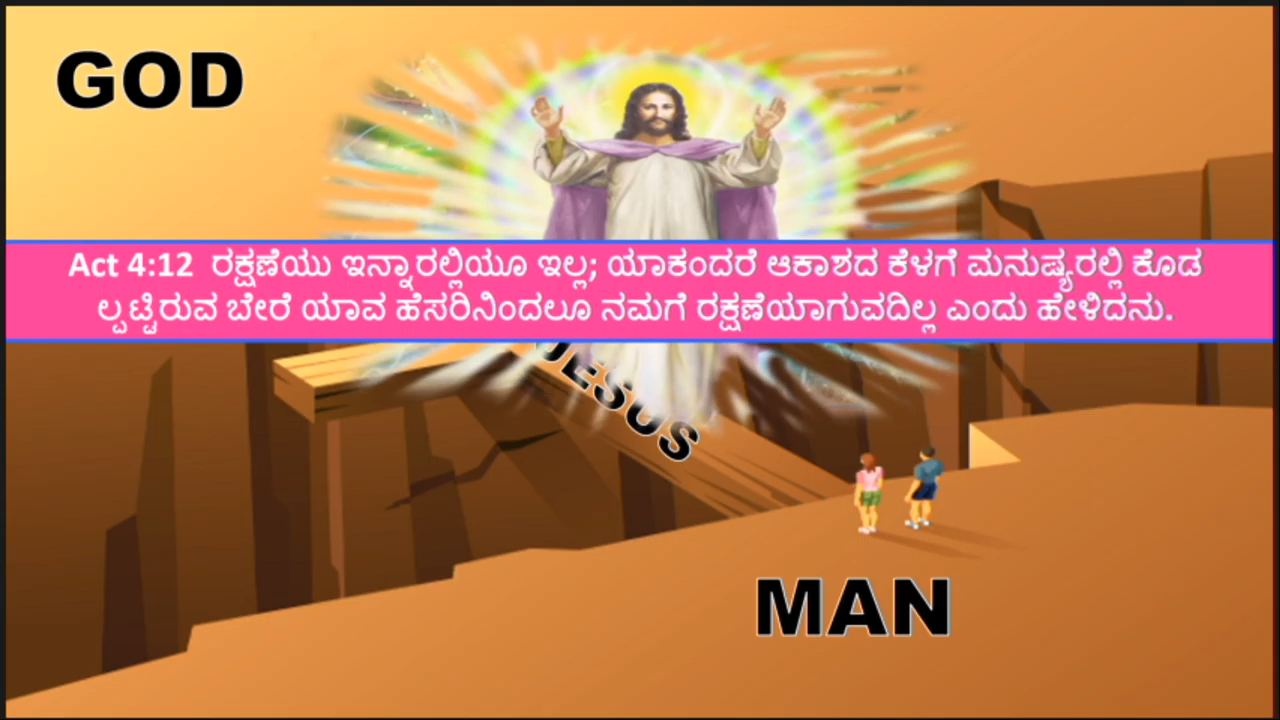 GOD
Act 4:12 ರಕ್ಷಣೆಯು ಇನ್ನಾರಲ್ಲಿಯೂ ಇಲ್ಲ; ಯಾಕಂದರೆ ಆಕಾಶದ ಕೆಳಗೆ ಮನುಷ್ಯರಲ್ಲಿ ಕೊಡ
ಲ್ಪಟ್ಟಿರುವ ಬೇರೆ ಯಾವ ಹೆಸರಿನಿಂದಲೂ ನಮಗೆ ರಕ್ಷಣೆಯಾಗುವದಿಲ್ಲ ಎಂದು ಹೇಳಿದನು.
JESUS
MAN